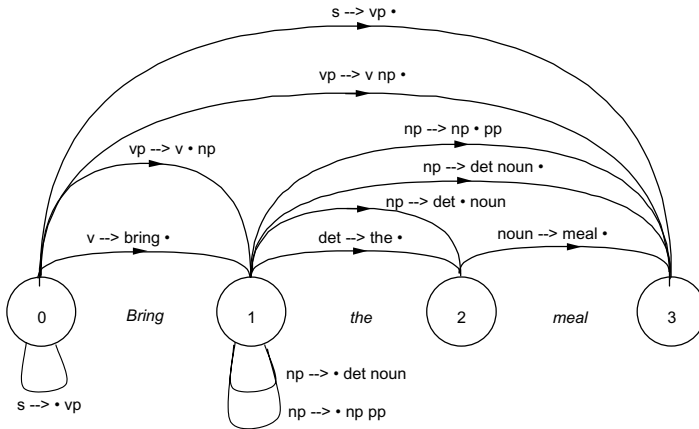 s --> vp •
vp --> v np •
np --> np • pp
vp --> v • np
np --> det noun •
np --> det • noun
v --> bring •
det --> the •
noun --> meal •
0 Bring 1 the 2 meal 3
np --> • det noun
s --> • vp
np --> • np pp